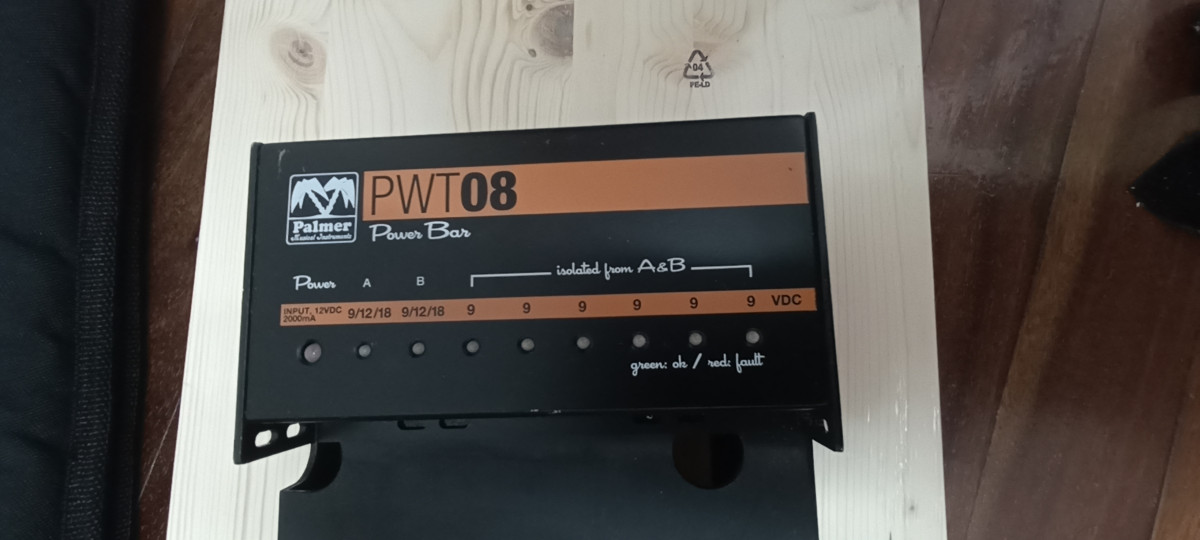 04
PE-LD
PWT08
Palmer
Musical Instruments
Power Bar
isolated from A&B
Power A B
INPUT, 12VDC
2000mA
9/12/18 9/12/18 9 9 9 9 9 9 VDC
green: ok / red: fault